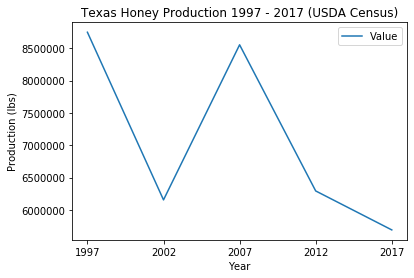 Texas Honey Production 1997 - 2017 (USDA Census)
Value
Production (lbs)
8500000
8000000
7500000
7000000
6500000
6000000
1997 2002 2007 2012 2017
Year